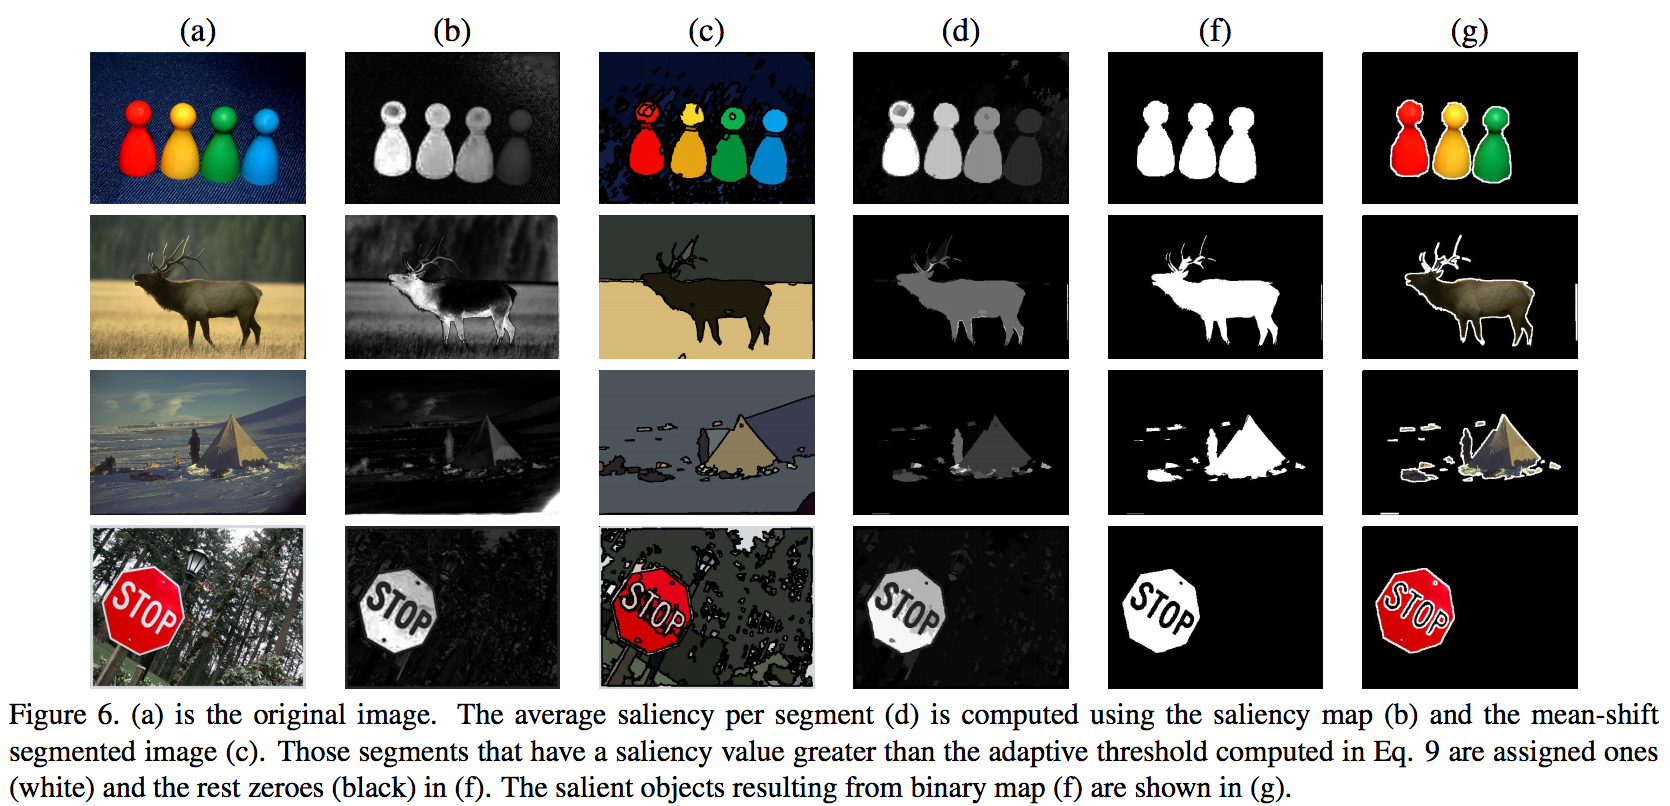 (a) (b) (c) (d) (f) (g)
STOP STOP STOP STOP STOP STOP
Figure 6. (a) is the original image. The average saliency per segment (d) is computed using the saliency map (b) and the mean-shift
segmented image (c). Those segments that have a saliency value greater than the adaptive threshold computed in Eq. 9 are assigned ones
(white) and the rest zeroes (black) in (f). The salient objects resulting from binary map (f) are shown in (g).